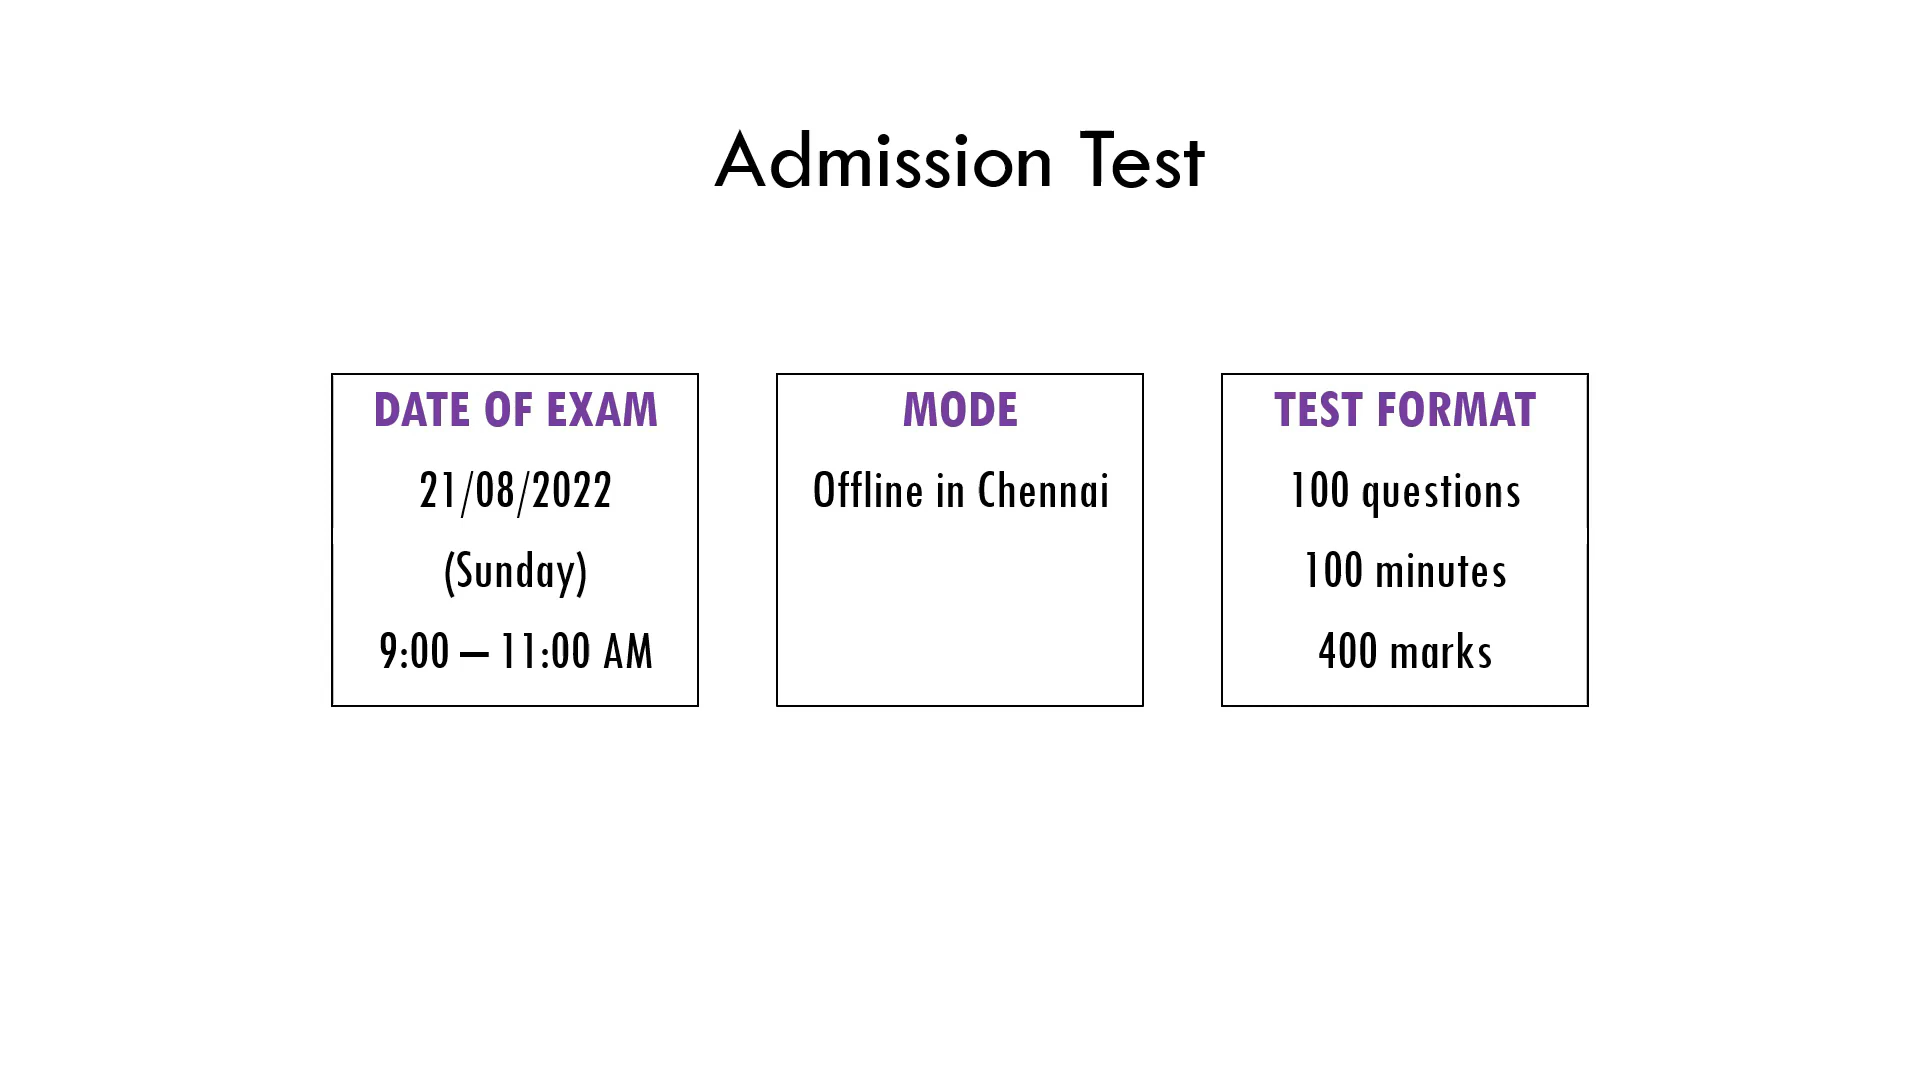 Admission Test
DATE OF EXAM
21/08/2022
(Sunday)
9:00 – 11:00 AM
MODE
Offline in Chennai
TEST FORMAT
100 questions
100 minutes
400 marks